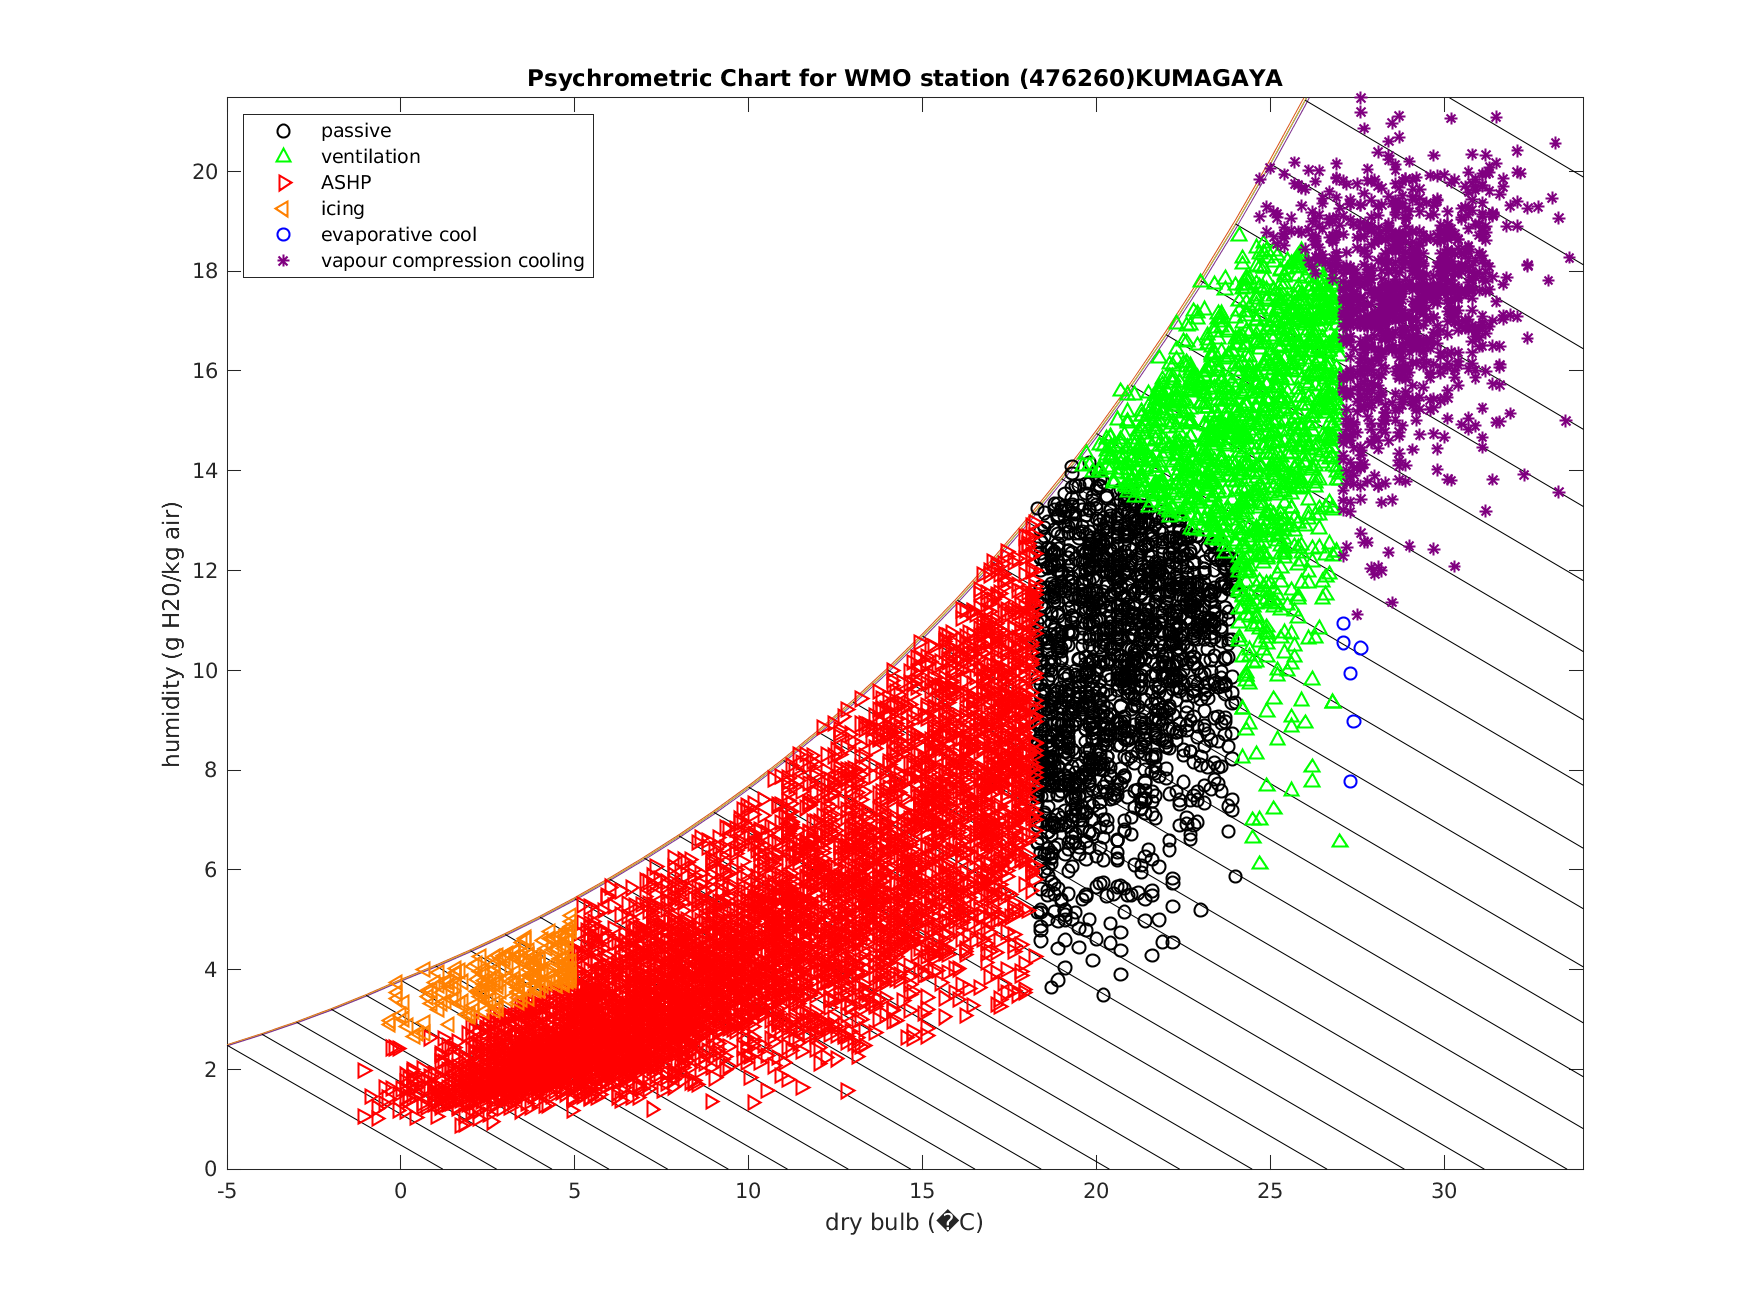 Psychrometric Chart for WMO station (476260)KUMAGAYA
passive
ventilation
ASHP
icing
evaporative cool
vapour compression cooling
humidity (g H20/kg air)
20
18
16
14
12
10
8
6
4
2
0
-5 0 5 10 15 20 25 30
dry bulb (�C)